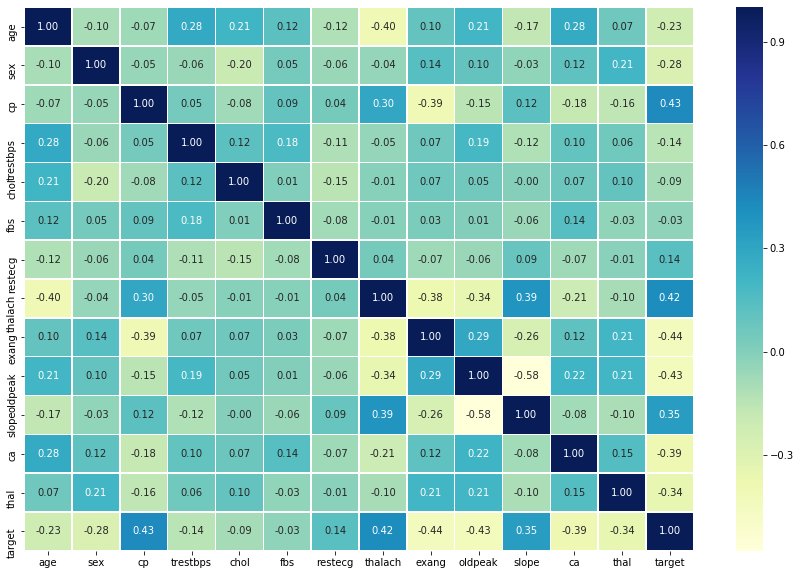 age 1.00 -0.10 -0.07 0.28 0.21 0.12 -0.12 -0.40 0.10 0.21 -0.17 0.28 0.07 -0.23
sex -0.10 1.00 -0.05 -0.06 -0.20 0.05 -0.06 -0.04 0.14 0.10 -0.03 0.12 0.21 -0.28
cp -0.07 -0.05 1.00 0.05 -0.08 0.09 0.04 0.30 -0.39 -0.15 0.12 -0.18 -0.16 0.43
trestbps 0.28 -0.06 0.05 1.00 0.12 0.18 -0.11 -0.05 0.07 0.19 -0.12 0.10 0.06 -0.14
chol 0.21 -0.20 -0.08 0.12 1.00 0.01 -0.15 -0.01 0.07 0.05 -0.00 0.07 0.10 -0.09
fbs 0.12 0.05 0.09 0.18 0.01 1.00 -0.08 -0.01 0.03 0.01 -0.06 0.14 -0.03 -0.03
restecg -0.12 -0.06 0.04 -0.11 -0.15 -0.08 1.00 0.04 -0.07 -0.06 0.09 -0.07 -0.01 0.14
thalach -0.40 -0.04 0.30 -0.05 -0.01 -0.01 0.04 1.00 -0.38 -0.34 0.39 -0.21 -0.10 0.42
exang 0.10 0.14 -0.39 0.07 0.07 0.03 -0.07 -0.38 1.00 0.29 -0.26 0.12 0.21 -0.44
oldpeak 0.21 0.10 -0.15 0.19 0.05 0.01 -0.06 -0.34 0.29 1.00 -0.58 0.22 0.21 -0.43
slope -0.17 -0.03 0.12 -0.12 -0.00 -0.06 0.09 0.39 -0.26 -0.58 1.00 -0.08 -0.10 0.35
ca 0.28 0.12 -0.18 0.10 0.07 0.14 -0.07 -0.21 0.12 0.22 -0.08 1.00 0.15 -0.39
thal 0.07 0.21 -0.16 0.06 0.10 -0.03 -0.01 -0.10 0.21 0.21 -0.10 0.15 1.00 -0.34
target -0.23 -0.28 0.43 -0.14 -0.09 -0.03 0.14 0.42 -0.44 -0.43 0.35 -0.39 -0.34 1.00
age sex cp trestbps chol fbs restecg thalach exang oldpeak slope ca thal target
0.9
0.6
0.3
0.0
−0.3